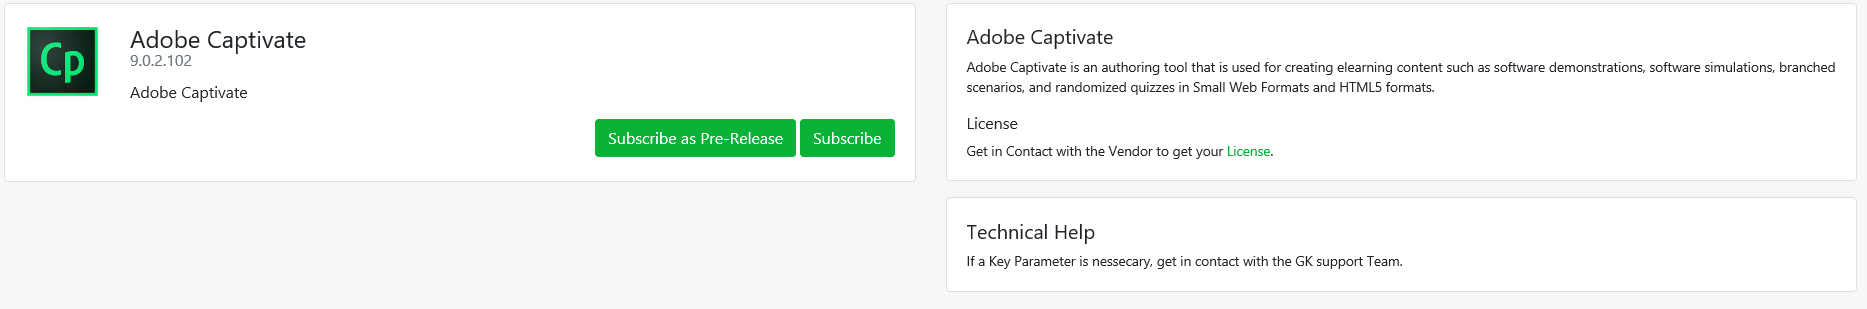 Cp
Adobe Captivate
9.0.2.102
Adobe Captivate
Subscribe as Pre-Release
Subscribe
Adobe Captivate
Adobe Captivate is an authoring tool that is used for creating elearning content such as software demonstrations, software simulations, branched
scenarios, and randomized quizzes in Small Web Formats and HTML5 formats.
License
Get in Contact with the Vendor to get your License.
Technical Help
If a Key Parameter is nessecary, get in contact with the GK support Team.